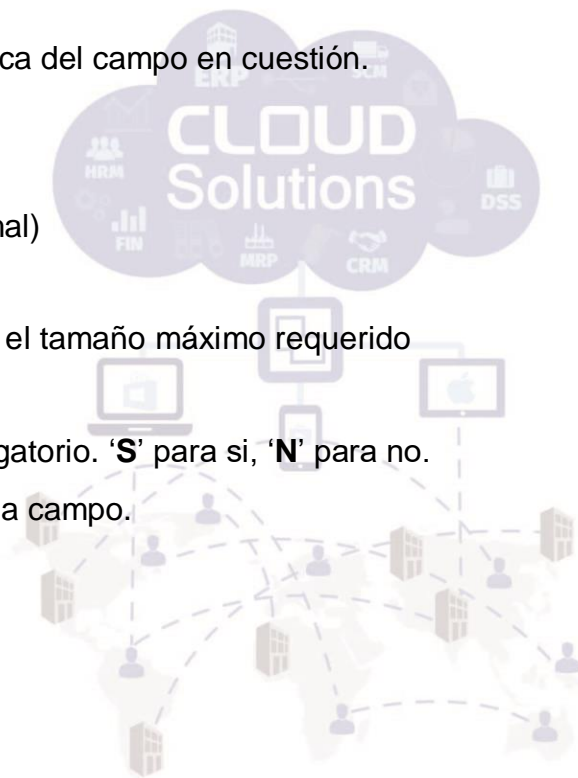 ca del campo en cuestión.
ERP
SCM
CLOUD
HRM
Solutions
DSS
nal)
FIN
MRP
CRM
el tamaño máximo requerido
gatorio. ‘S’ para si, ‘N’ para no.
a campo.